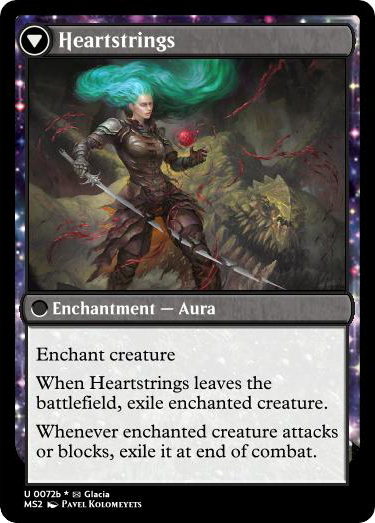 Heartstrings
Enchantment — Aura
Enchant creature
When Heartstrings leaves the
battlefield, exile enchanted creature.
Whenever enchanted creature attacks
or blocks, exile it at end of combat.
U 0072b * ✉ Glacia
MS2 PAVEL KOLOMEYETS